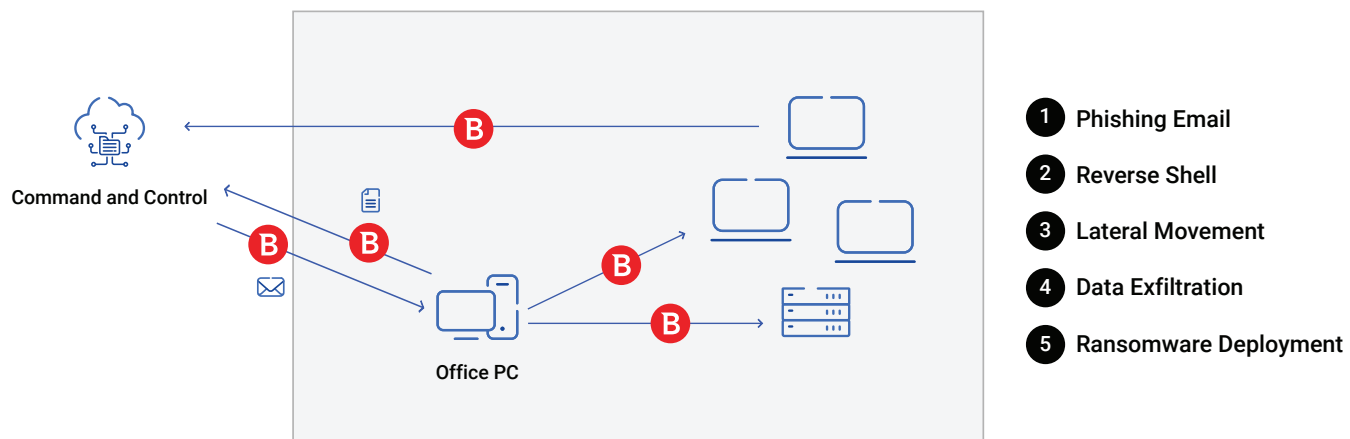 B
Command and Control
B
B
B
B
Office PC
1 Phishing Email
2 Reverse Shell
3 Lateral Movement
4 Data Exfiltration
5 Ransomware Deployment